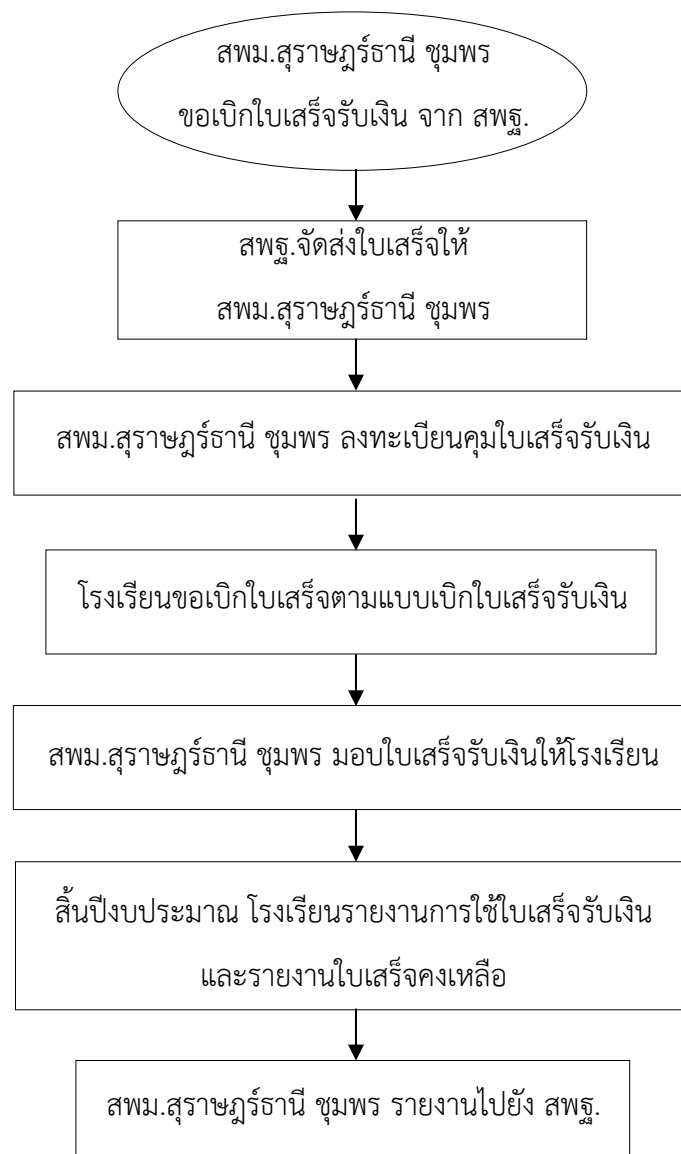 สพม.สุราษฎร์ธานี ชุมพร
ขอเบิกใบเสร็จรับเงิน จาก สพฐ.
สพฐ.จัดส่งใบเสร็จให้
สพม.สุราษฎร์ธานี ชุมพร
สพม.สุราษฎร์ธานี ชุมพร ลงทะเบียนคุมใบเสร็จรับเงิน
โรงเรียนขอเบิกใบเสร็จตามแบบเบิกใบเสร็จรับเงิน
สพม.สุราษฎร์ธานี ชุมพร มอบใบเสร็จรับเงินให้โรงเรียน
สิ้นปีงบประมาณ โรงเรียนรายงานการใช้ใบเสร็จรับเงิน
และรายงานใบเสร็จคงเหลือ
สพม.สุราษฎร์ธานี ชุมพร รายงานไปยัง สพฐ.